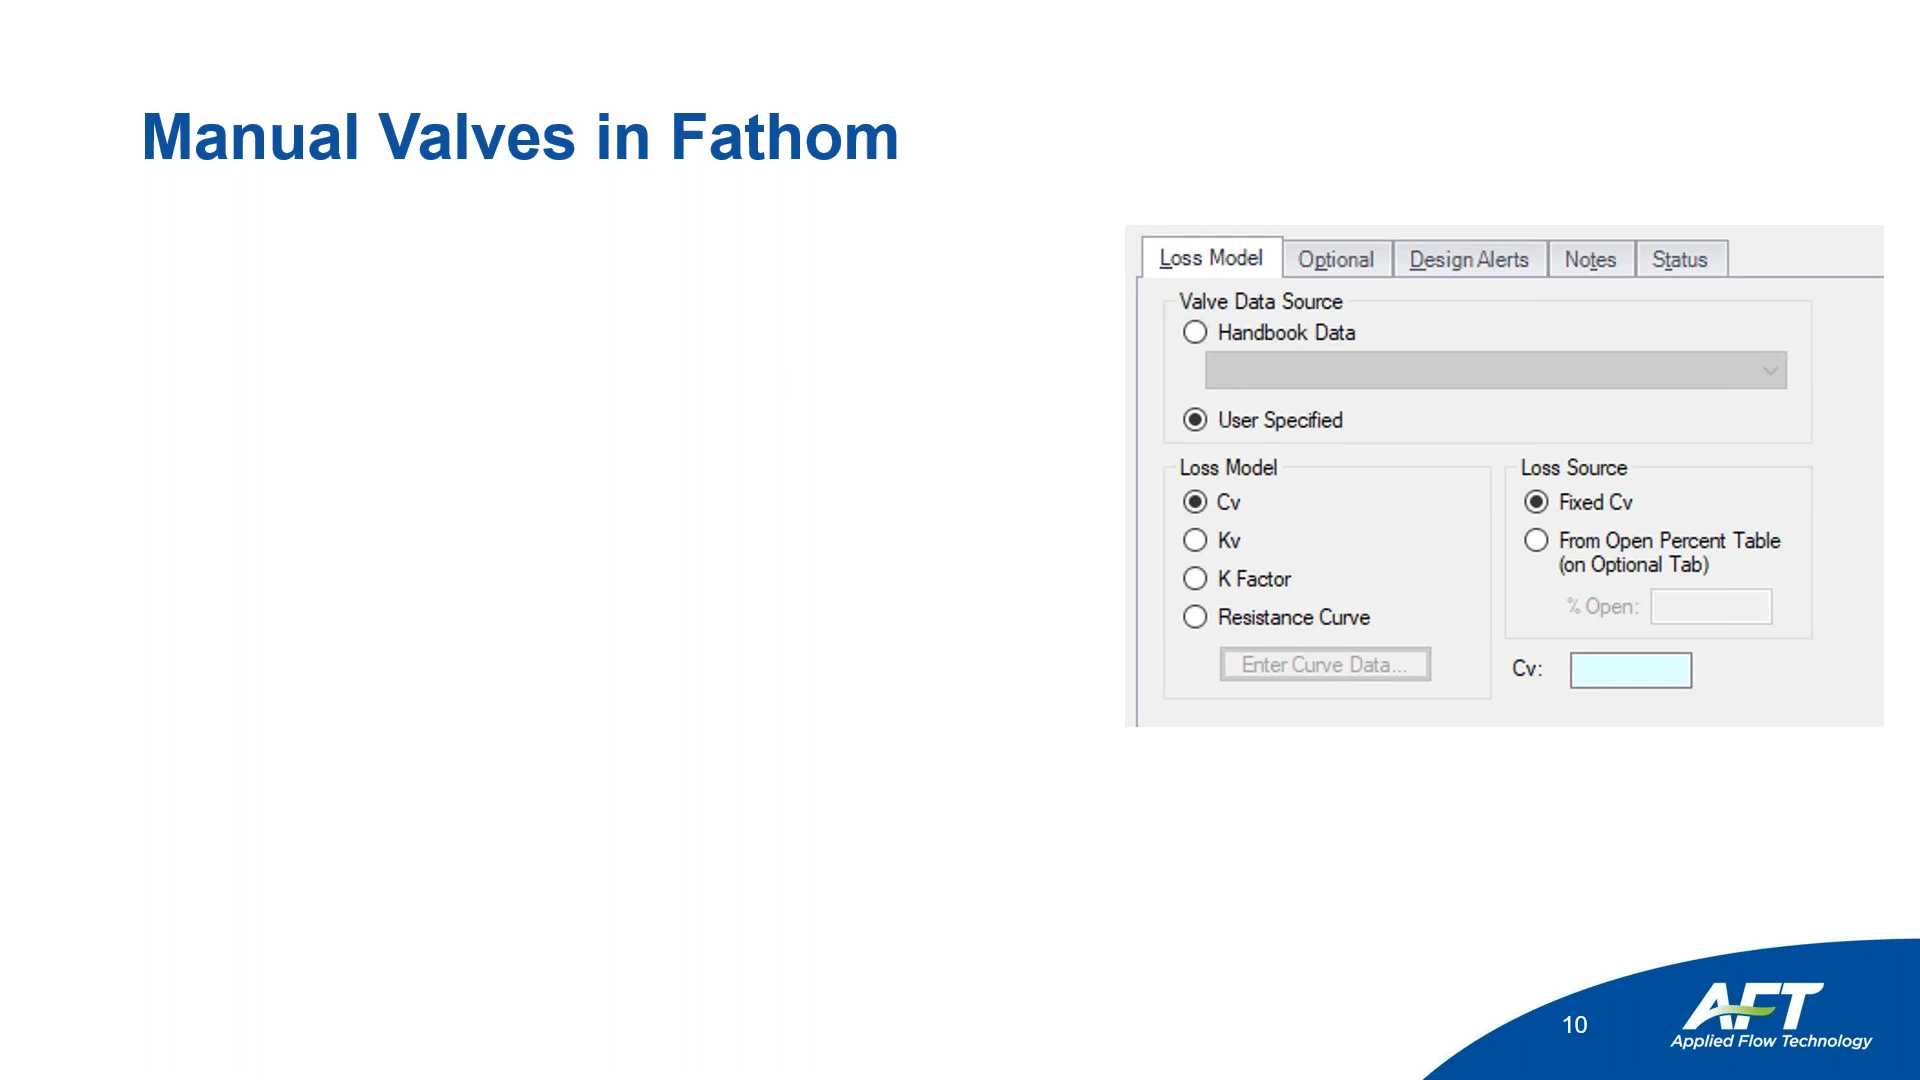 Manual Valves in Fathom
Loss Model Optional Design Alerts Notes Status
Valve Data Source
Handbook Data
User Specified
Loss Model
Cv
Kv
K Factor
Resistance Curve
Enter Curve Data...
Loss Source
Fixed Cv
From Open Percent Table
(on Optional Tab)
% Open:
Cv:
10
AFT
Applied Flow Technology